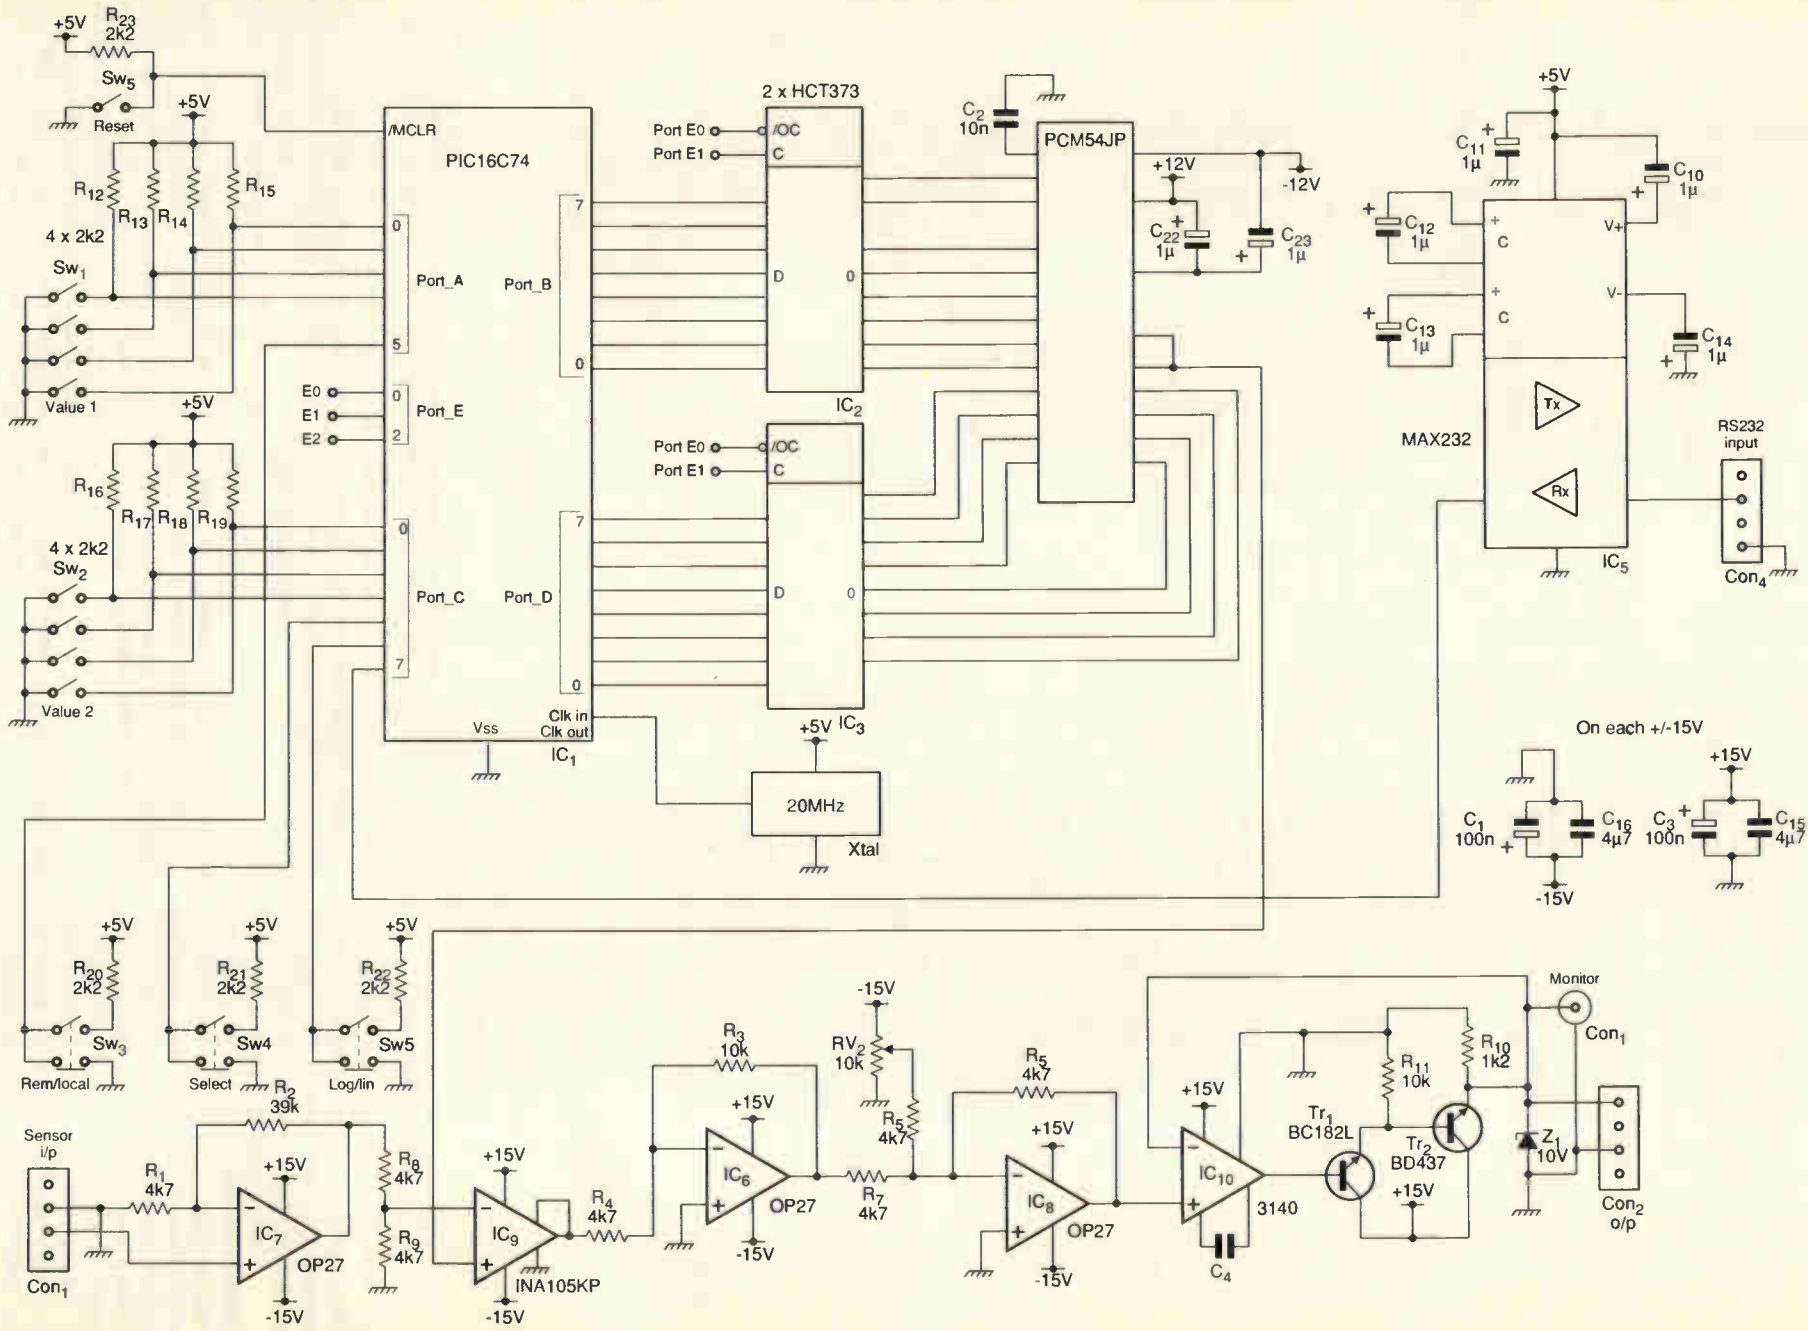 +5V
R23
2k2
Sw5
Reset
+5V
R12
R13
R14
R15
4 x 2k2
Sw1
Value 1
+5V
R16
R17
R18
R19
4 x 2k2
Sw2
Value 2
/MCLR
PIC16C74
0
Port_A
5
0
Port_E
2
E0
E1
E2
0
Port_C
7
7
Port_B
0
7
Port_D
0
Clk in
Clk out
Vss
IC1
2 x HCT373
Port E0
/OC
Port E1
C
D
0
IC2
Port E0
/OC
Port E1
C
D
0
IC3
+5V
20MHz
Xtal
C2
10n
PCM54JP
+12V
-12V
C22
1µ
+
C23
1µ
+
+5V
C11
1µ
+
C10
1µ
+
C12
1µ
+
+
C
V+
C13
1µ
+
+
C
V-
C14
1µ
+
Tx
MAX232
Rx
IC5
RS232
input
Con4
On each +/-15V
+15V
C1
100n
+
C16
4µ7
-15V
C3
100n
+
C15
4µ7
+5V
R20
2k2
Sw3
Rem/local
+5V
R21
2k2
Sw4
Select
+5V
R22
2k2
Sw5
Log/lin
Sensor
i/p
Con1
R1
4k7
R2
39k
+15V
-
IC7
+
OP27
-15V
R8
4k7
R9
4k7
+15V
-
IC9
+
INA105KP
-15V
R4
4k7
R3
10k
+15V
-
IC6
+
OP27
-15V
-15V
RV2
10k
R5
4k7
R7
4k7
R5
4k7
+15V
-
IC8
+
OP27
-15V
+15V
-
IC10
+
3140
C4
Tr1
BC182L
R11
10k
R10
1k2
Tr2
BD437
+15V
Z1
10V
Monitor
Con1
Con2
o/p